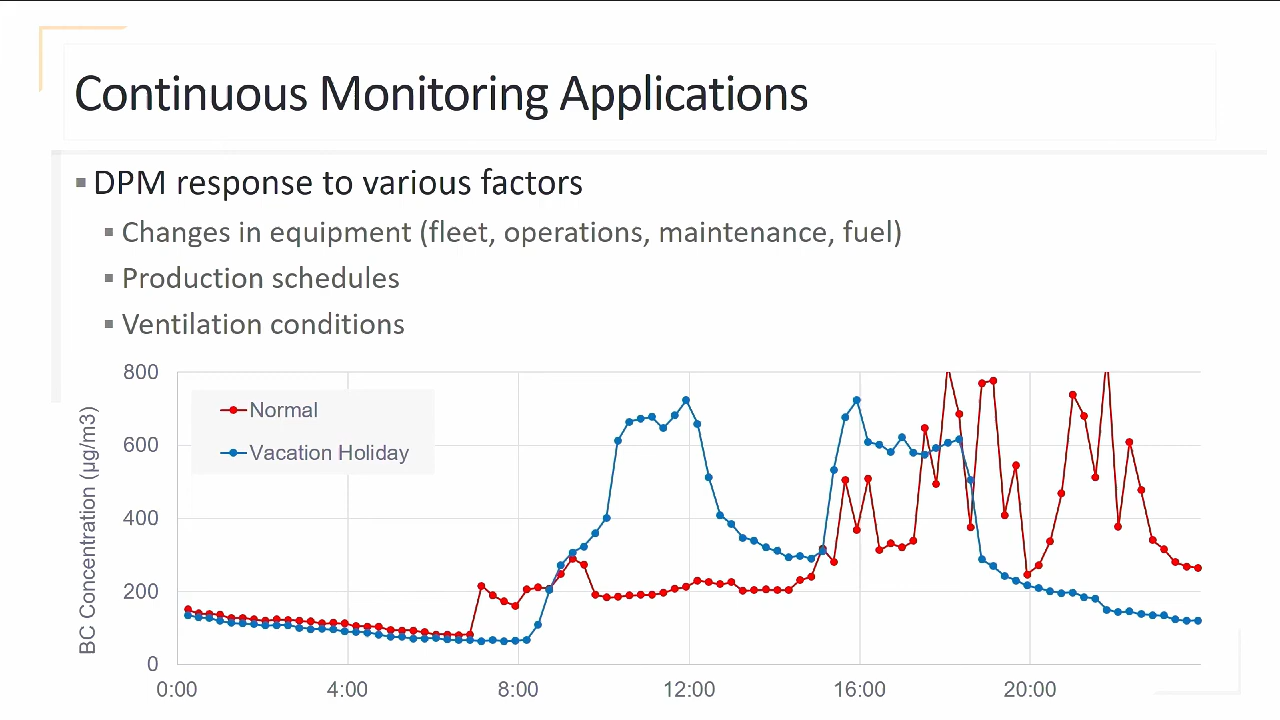 Continuous Monitoring Applications
DPM response to various factors
Changes in equipment (fleet, operations, maintenance, fuel)
Production schedules
Ventilation conditions
BC Concentration (µg/m3)
800
600
400
200
0
Normal
Vacation Holiday
0:00 4:00 8:00 12:00 16:00 20:00